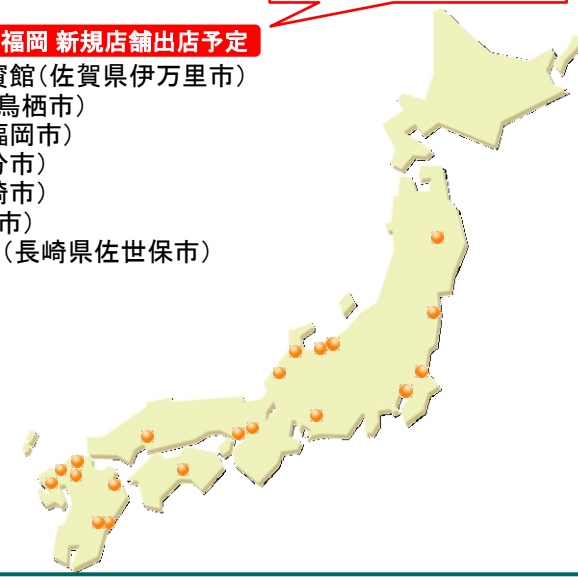 福岡 新規店舗出店予定
館(佐賀県伊万里市)
鳥栖市)
福岡市)
分市)
崎市)
市)
(長崎県佐世保市)